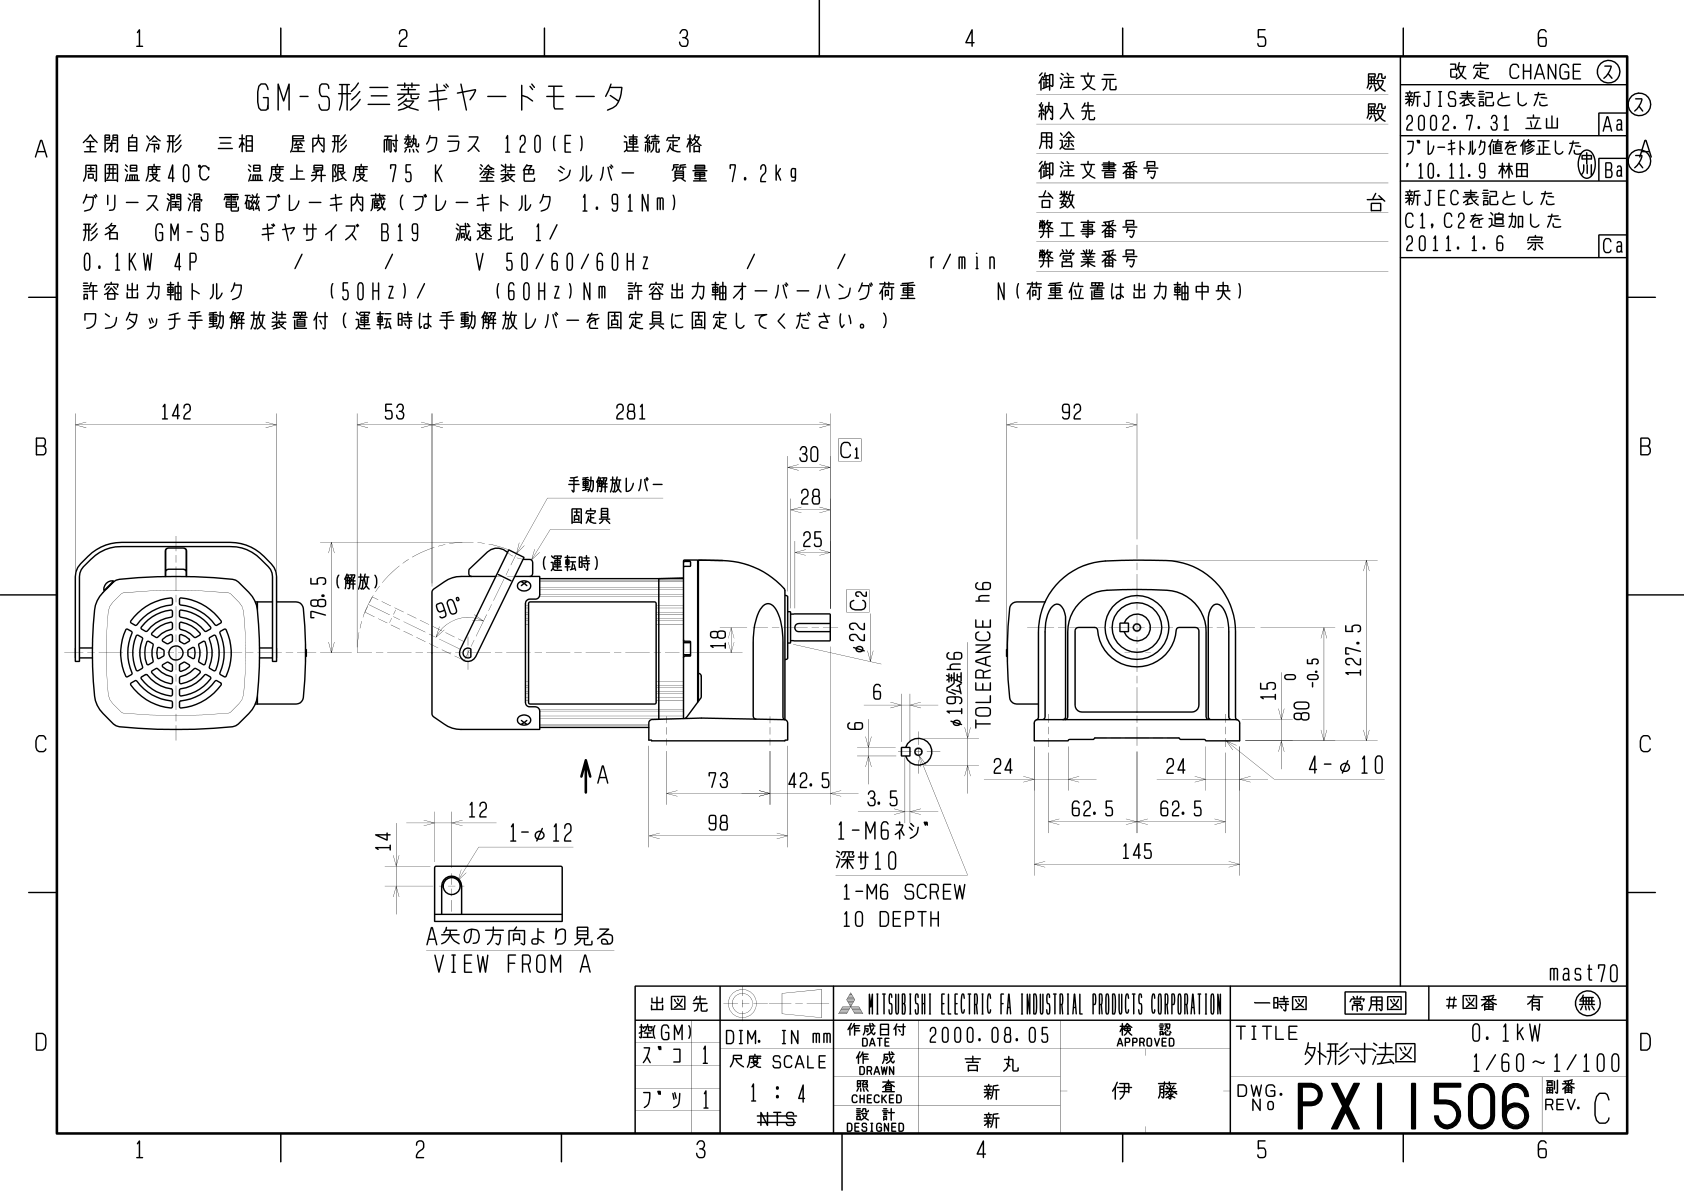 1 2 3 4 5 6
A
B
C
D
GM-S形三菱ギヤードモータ
全閉自冷形 三相 屋内形 耐熱クラス 120(E) 連続定格
周囲温度40℃ 温度上昇限度 75 K 塗装色 シルバー 質量 7.2kg
グリース潤滑 電磁ブレーキ内蔵(ブレーキトルク 1.91Nm)
形名 GM-SB ギヤサイズ B19 減速比 1/
0.1KW 4P / / V 50/60/60Hz / / r/min
許容出力軸トルク (50Hz)/ (60Hz)Nm 許容出力軸オーバーハング荷重 N(荷重位置は出力軸中央)
ワンタッチ手動解放装置付(運転時は手動解放レバーを固定具に固定してください。)
御注文元 殿
納入先 殿
用途
御注文書番号
台数 台
弊工事番号
弊営業番号
改定 CHANGE ス
新JIS表記とした ス
2002.7.31 立山 Aa
ブレーキトルク値を修正した A
'10.11.9 林田 Ba ス
新JEC表記とした
C1,C2を追加した
2011.1.6 宗 Ca
B
C
D
142
53
281
30 C1
28
25
手動解放レバー
固定具
(運転時)
(解放)
78.5
90°
18
φ22 C2
73
42.5
98
A
92
TOLERANCE h6
φ19公差h6
6
6
3.5
1-M6ネジ
深サ10
1-M6 SCREW
10 DEPTH
127.5
15
80 0 -0.5
24
24
4-φ10
62.5
62.5
145
12
14
1-φ12
A矢の方向より見る
VIEW FROM A
mast70
出図先
控(GM)
ズコ 1
ブツ 1
DIM. IN mm
尺度 SCALE
1 : 4
NTS
MITSUBISHI ELECTRIC FA INDUSTRIAL PRODUCTS CORPORATION
作成日付 DATE 2000.08.05
作成 DRAWN 吉丸
照査 CHECKED 新
設計 DESIGNED 新
検認 APPROVED
伊藤
一時図 常用図 #図番 有 無
TITLE 0.1kW
外形寸法図
1/60~1/100
DWG. No PX11506
副番 REV. C
1 2 3 4 5 6